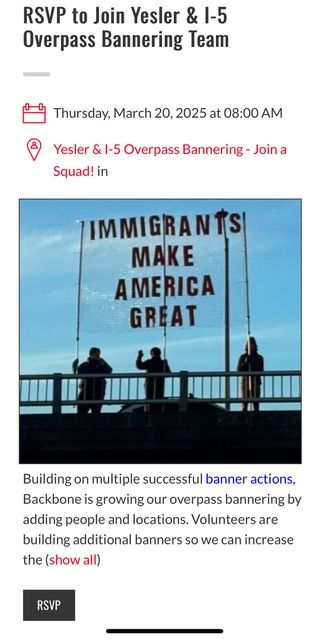 RSVP to Join Yesler & I-5
Overpass Bannering Team
Thursday, March 20, 2025 at 08:00 AM
Yesler & I-5 Overpass Bannering - Join a
Squad! in
IMMIGRANTS
MAKE
AMERICA
GREAT
Building on multiple successful banner actions,
Backbone is growing our overpass bannering by
adding people and locations. Volunteers are
building additional banners so we can increase
the (show all)
RSVP